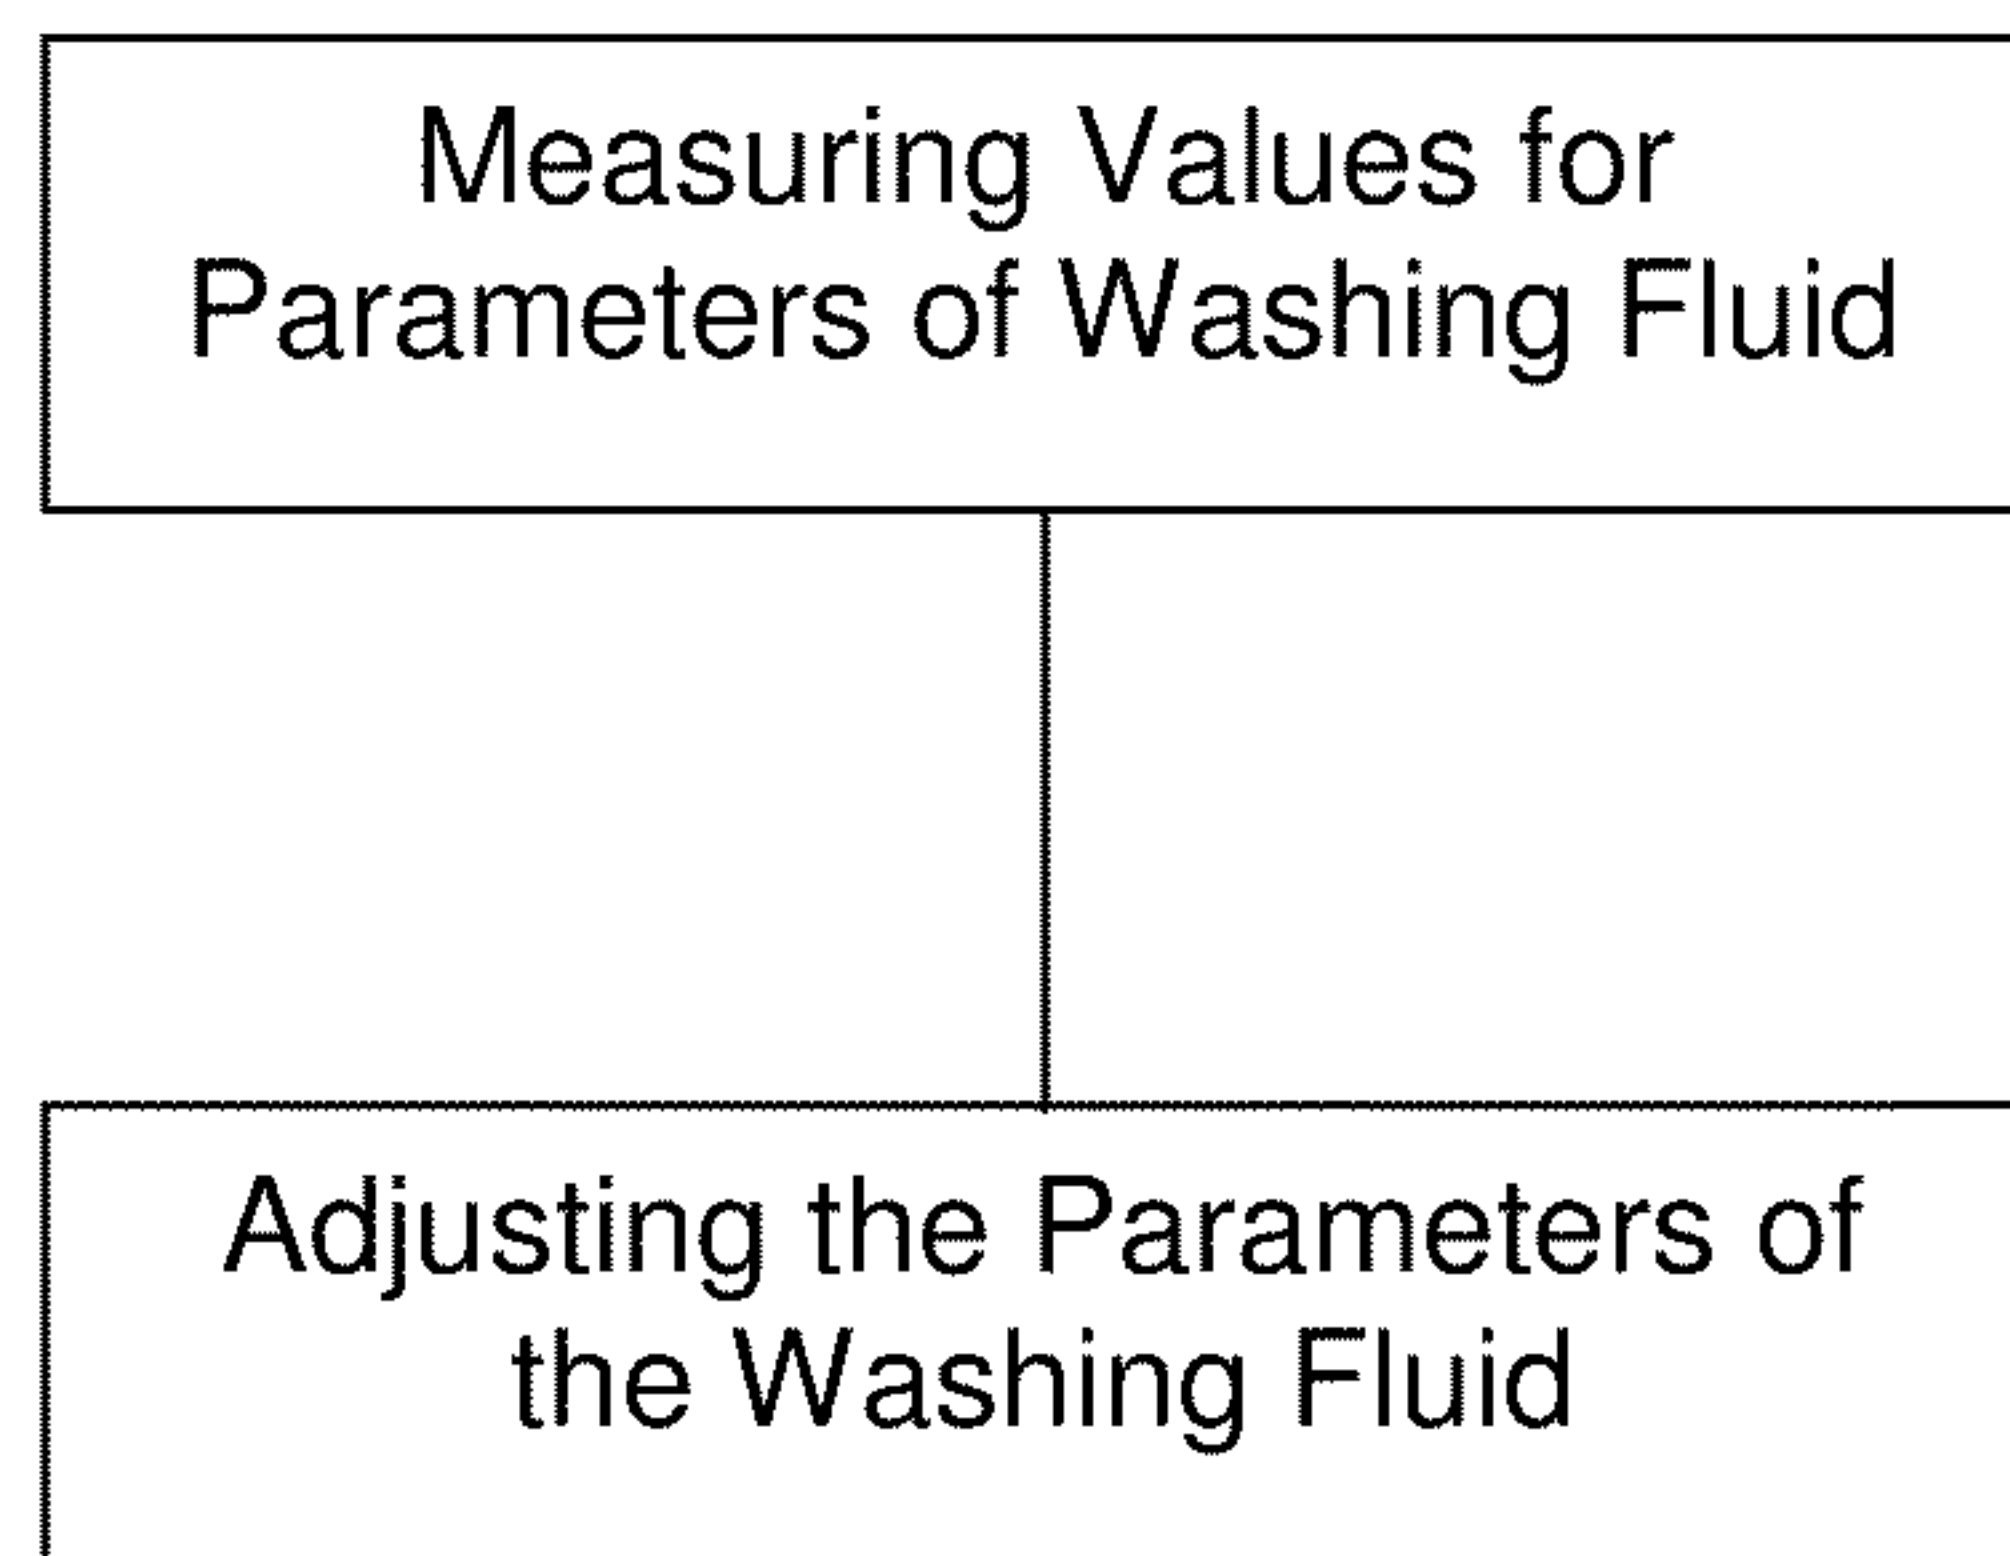 Measuring Values for
Parameters of Washing Fluid
Adjusting the Parameters of
the Washing Fluid